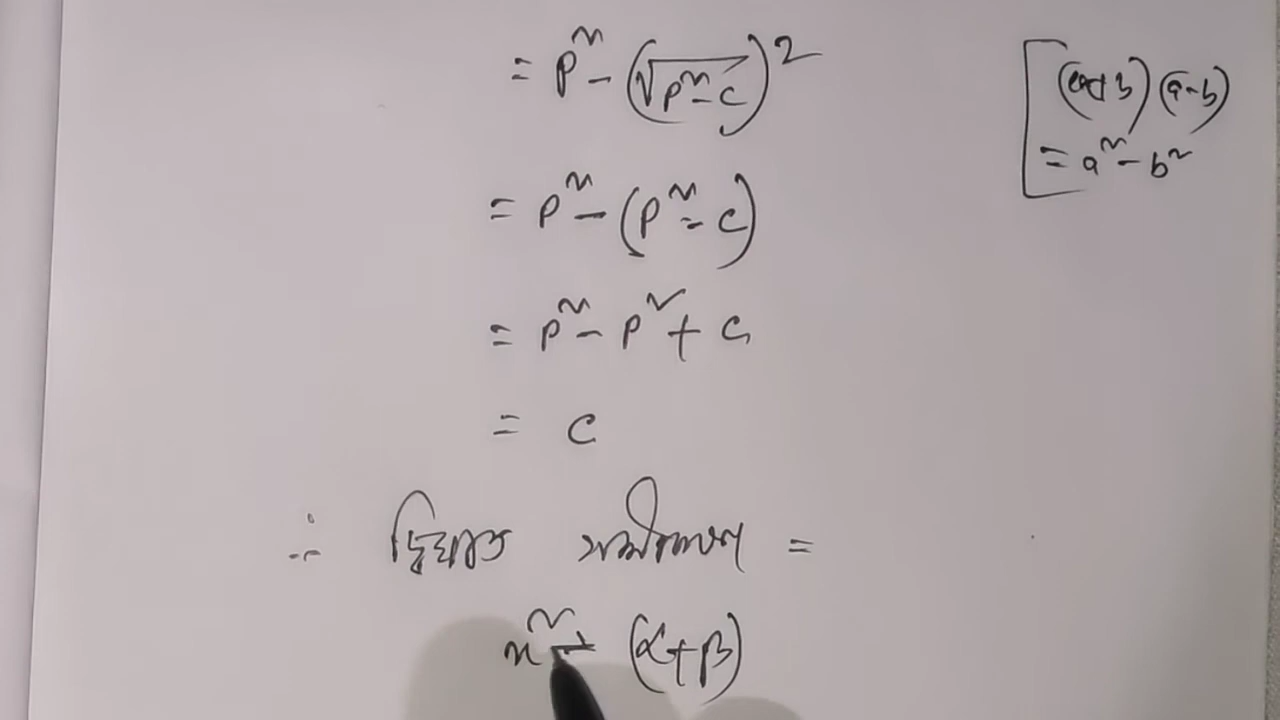 = p² - (√p² - c)²
= p² - (p² - c)
= p² - p² + c
= c
∴ দ্বিঘাত সমীকরণ =
x² - (α+β)
(a+b)(a-b)
= a² - b²